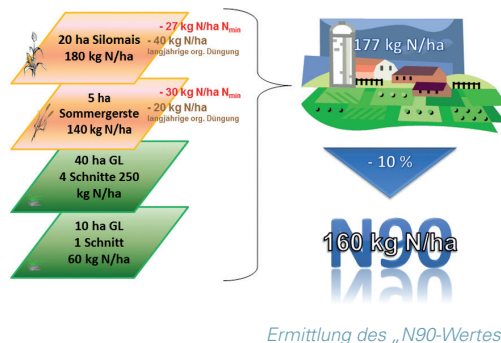 20 ha Silomais
180 kg N/ha
- 27 kg N/ha Nmin
- 40 kg N/ha
langjährige org. Düngung
5 ha
Sommergerste
140 kg N/ha
- 30 kg N/ha Nmin
- 20 kg N/ha
langjährige org. Düngung
40 ha GL
4 Schnitte 250
kg N/ha
10 ha GL
1 Schnitt
60 kg N/ha
177 kg N/ha
- 10 %
N90
160 kg N/ha
Ermittlung des „N90-Wertes